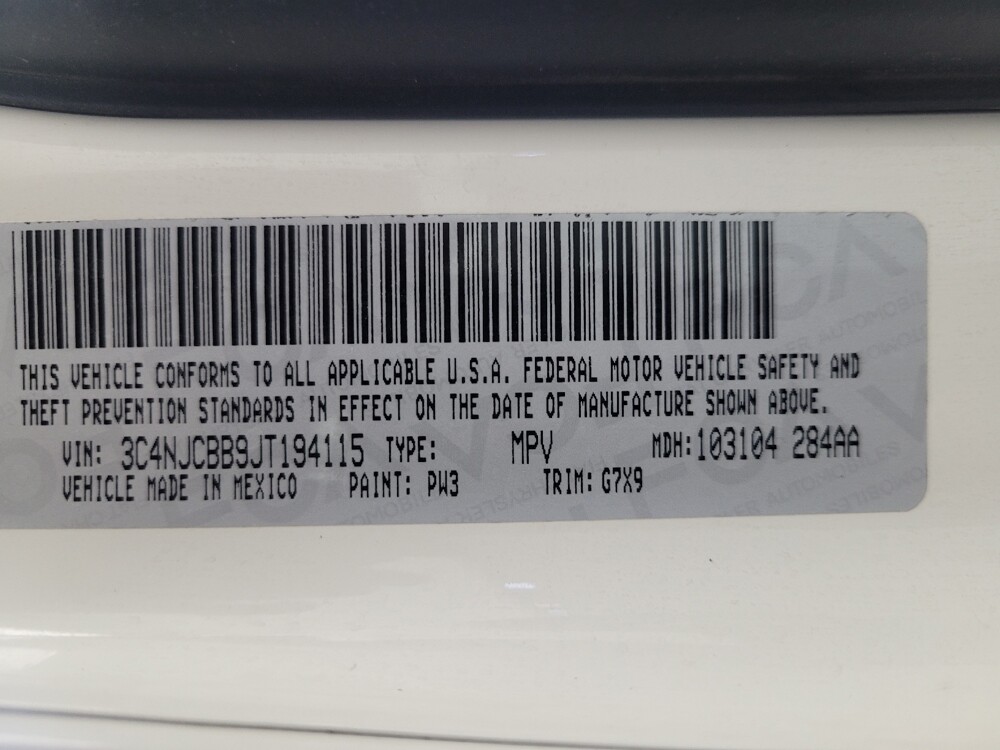 THIS VEHICLE CONFORMS TO ALL APPLICABLE U.S.A. FEDERAL MOTOR VEHICLE SAFETY AND
THEFT PREVENTION STANDARDS IN EFFECT ON THE DATE OF MANUFACTURE SHOWN ABOVE.
VIN: 3C4NJCBB9JT194115 TYPE: MPV MDH: 103104 284AA
VEHICLE MADE IN MEXICO PAINT: PW3 TRIM: G7X9